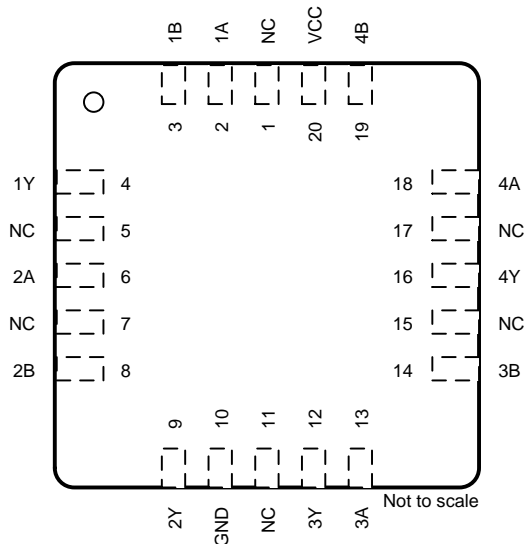 1B 1A NC VCC 4B
3 2 1 20 19
1Y 4 18 4A
NC 5 17 NC
2A 6 16 4Y
NC 7 15 NC
2B 8 14 3B
9 10 11 12 13
2Y GND NC 3Y 3A
Not to scale